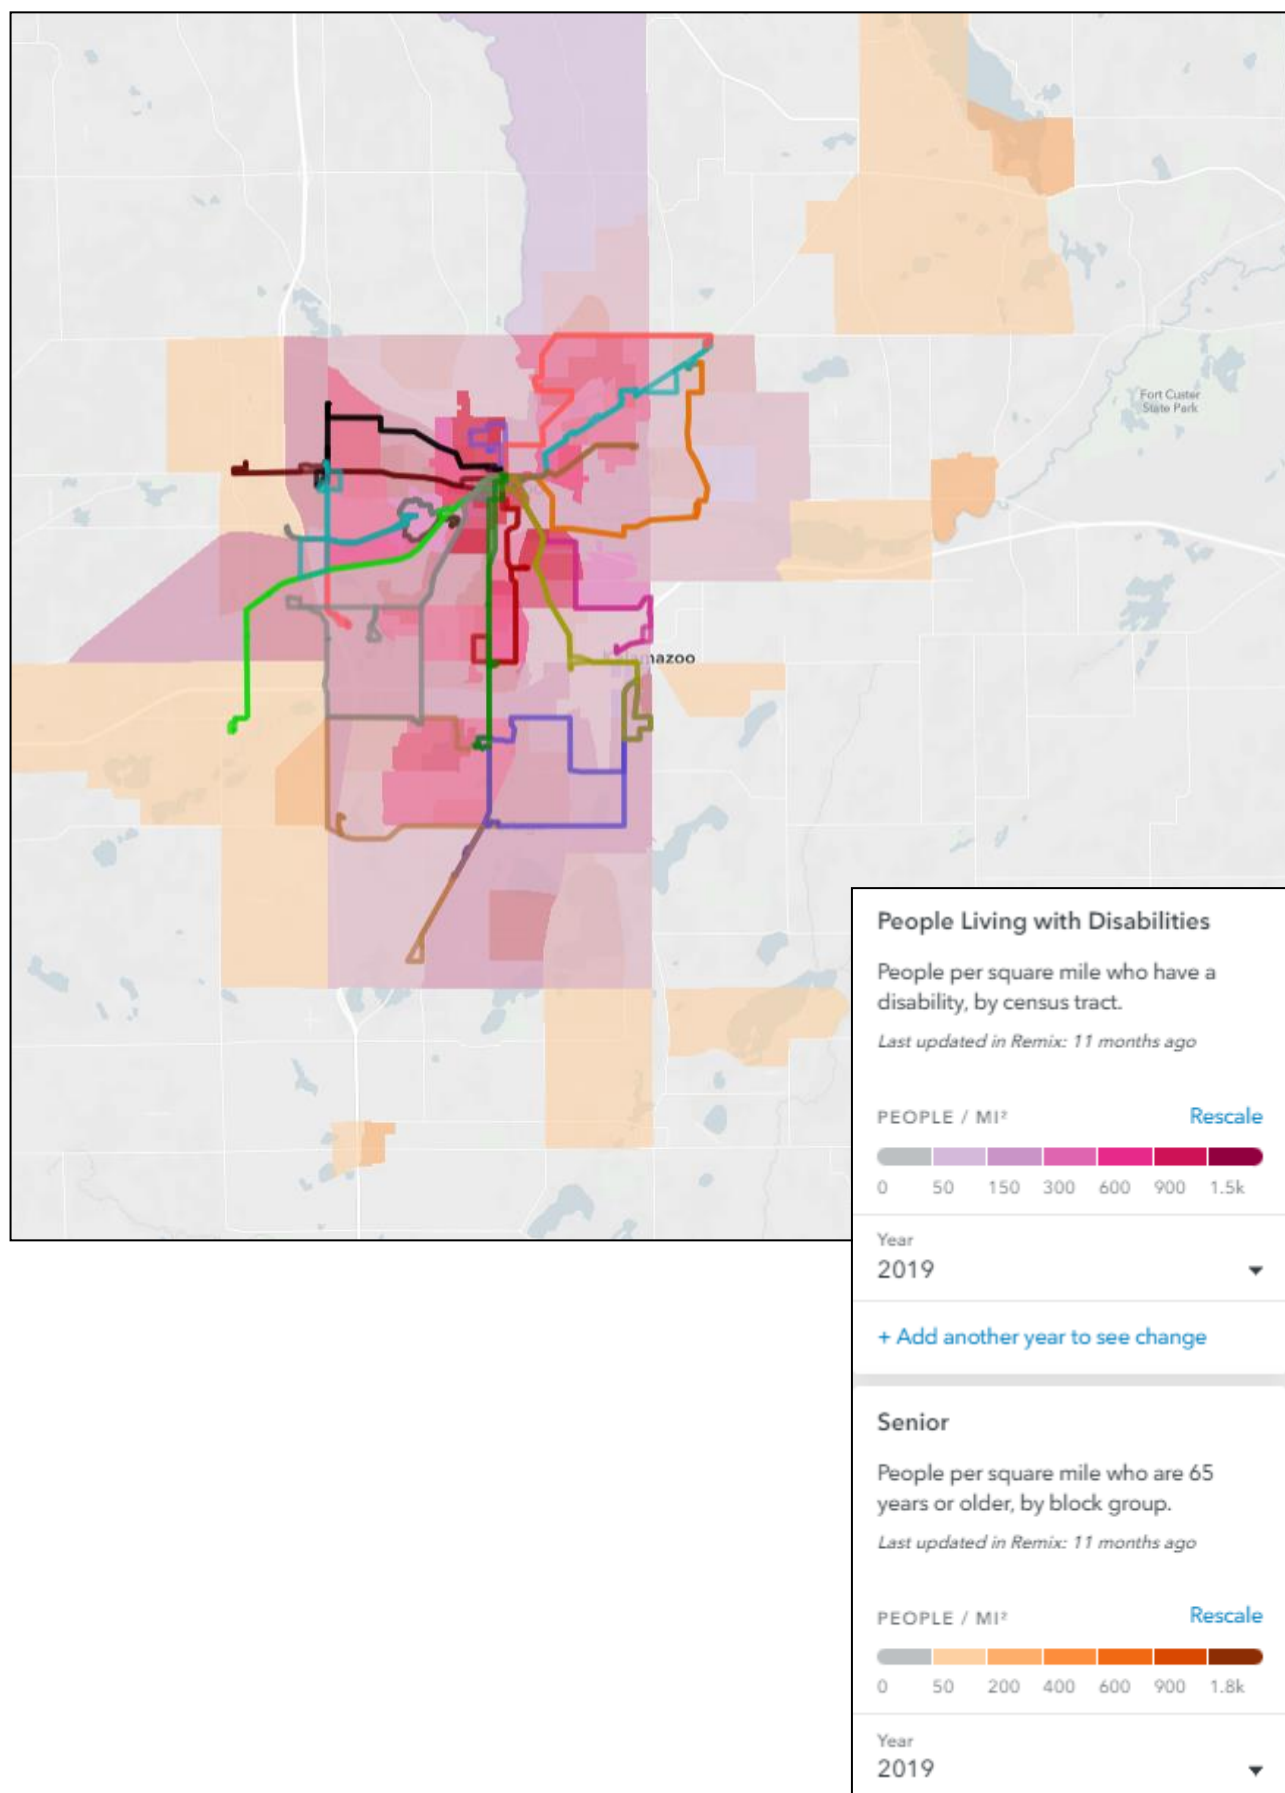 Fort Custer
State Park
mazoo
People Living with Disabilities
People per square mile who have a
disability, by census tract.
Last updated in Remix: 11 months ago
PEOPLE / MI² Rescale
0 50 150 300 600 900 1.5k
Year
2019
+ Add another year to see change
Senior
People per square mile who are 65
years or older, by block group.
Last updated in Remix: 11 months ago
PEOPLE / MI² Rescale
0 50 200 400 600 900 1.8k
Year
2019